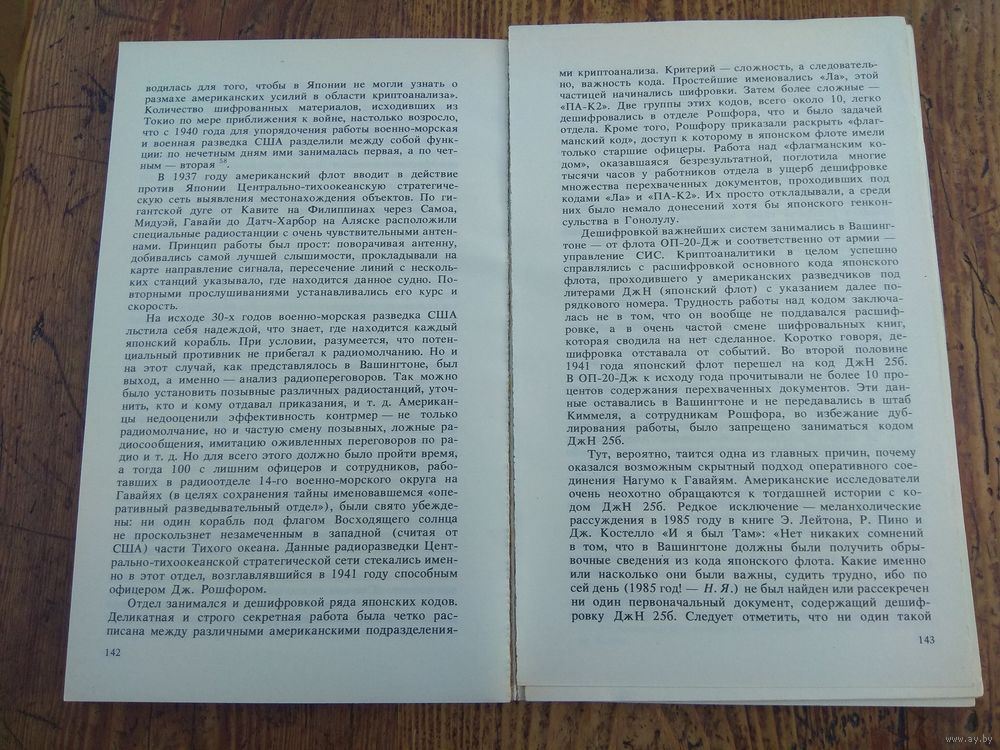 водилась для того, чтобы в Японии не могли узнать о
размахе американских усилий в области криптоанализа».
Количество шифрованных материалов, исходивших из
Токио по мере приближения к войне, настолько возросло,
что с 1940 года для упорядочения работы военно-морская
и военная разведка США разделили между собой функ-
ции: по нечетным дням ими занималась первая, а по чет-
ным — вторая 58.
В 1937 году американский флот вводит в действие
против Японии Центрально-тихоокеанскую стратегичес-
кую сеть выявления местонахождения объектов. По ги-
гантской дуге от Кавите на Филиппинах через Самоа,
Мидуэй, Гавайи до Датч-Харбор на Аляске расположили
специальные радиостанции с очень чувствительными антен-
нами. Принцип работы был прост: поворачивая антенну,
добивались самой лучшей слышимости, прокладывали на
карте направление сигнала, пересечение линий с несколь-
ких станций указывало, где находится данное судно. По-
вторными прослушиваниями устанавливались его курс и
скорость.
На исходе 30-х годов военно-морская разведка США
льстила себя надеждой, что знает, где находится каждый
японский корабль. При условии, разумеется, что потен-
циальный противник не прибегал к радиомолчанию. Но и
на этот случай, как представлялось в Вашингтоне, был
выход, а именно — анализ радиопереговоров. Так можно
было установить позывные различных радиостанций, уточ-
нить, кто и кому отдавал приказания, и т. д. Американ-
цы недооценили эффективность контрмер — не только
радиомолчание, но и частую смену позывных, ложные ра-
диосообщения, имитацию оживленных переговоров по ра-
дио и т. д. Но для всего этого должно было пройти время,
а тогда 100 с лишним офицеров и сотрудников, рабо-
тавших в радиоотделе 14-го военно-морского округа на
Гавайях (в целях сохранения тайны именовавшемся «опе-
ративный разведывательный отдел»), были свято убежде-
ны: ни один корабль под флагом Восходящего солнца
не проскользнет незамеченным в западной (считая от
США) части Тихого океана. Данные радиоразведки Цент-
рально-тихоокеанской стратегической сети стекались имен-
но в этот отдел, возглавлявшийся в 1941 году способным
офицером Дж. Рошфором.
Отдел занимался и дешифровкой ряда японских кодов.
Деликатная и строго секретная работа была четко рас-
писана между различными американскими подразделения-
142
ми криптоанализа. Критерий — сложность, а следователь-
но, важность кода. Простейшие именовались «Ла», этой
частицей начинались шифровки. Затем более сложные —
«ПА-К2». Две группы этих кодов, всего около 10, легко
дешифровались в отделе Рошфора, что и было задачей
отдела. Кроме того, Рошфору приказали раскрыть «флаг-
манский код», доступ к которому в японском флоте имели
только старшие офицеры. Работа над «флагманским ко-
дом», оказавшаяся безрезультатной, поглотила многие
тысячи часов у работников отдела в ущерб дешифровке
множества перехваченных документов, проходивших под
кодами «Ла» и «ПА-К2». Их просто откладывали, а среди
них было немало донесений хотя бы японского генкон-
сульства в Гонолулу.
Дешифровкой важнейших систем занимались в Вашинг-
тоне — от флота ОП-20-Дж и соответственно от армии —
управление СИС. Криптоаналитики в целом успешно
справлялись с расшифровкой основного кода японского
флота, проходившего у американских разведчиков под
литерами ДжН (японский флот) с указанием далее по-
рядкового номера. Трудность работы над кодом заключа-
лась не в том, что он вообще не поддавался расшиф-
ровке, а в очень частой смене шифровальных книг,
которая сводила на нет сделанное. Коротко говоря, де-
шифровка отставала от событий. Во второй половине
1941 года японский флот перешел на код ДжН 25б.
В ОП-20-Дж к исходу года прочитывали не более 10 про-
центов содержания перехваченных документов. Эти дан-
ные оставались в Вашингтоне и не передавались в штаб
Киммеля, а сотрудникам Рошфора, во избежание дуб-
лирования работы, было запрещено заниматься кодом
ДжН 25б.
Тут, вероятно, таится одна из главных причин, почему
оказался возможным скрытный подход оперативного сое-
динения Нагумо к Гавайям. Американские исследователи
очень неохотно обращаются к тогдашней истории с ко-
дом ДжН 25б. Редкое исключение — меланхолические
рассуждения в 1985 году в книге Э. Лейтона, Р. Пино и
Дж. Костелло «И я был Там»: «Нет никаких сомнений
в том, что в Вашингтоне должны были получить обры-
вочные сведения из кода японского флота. Какие именно
или насколько они были важны, судить трудно, ибо по
сей день (1985 год! — Н. Я.) не был найден или рассекречен
ни один первоначальный документ, содержащий дешиф-
ровку ДжН 25б. Следует отметить, что ни один такой
143
www.ay.by